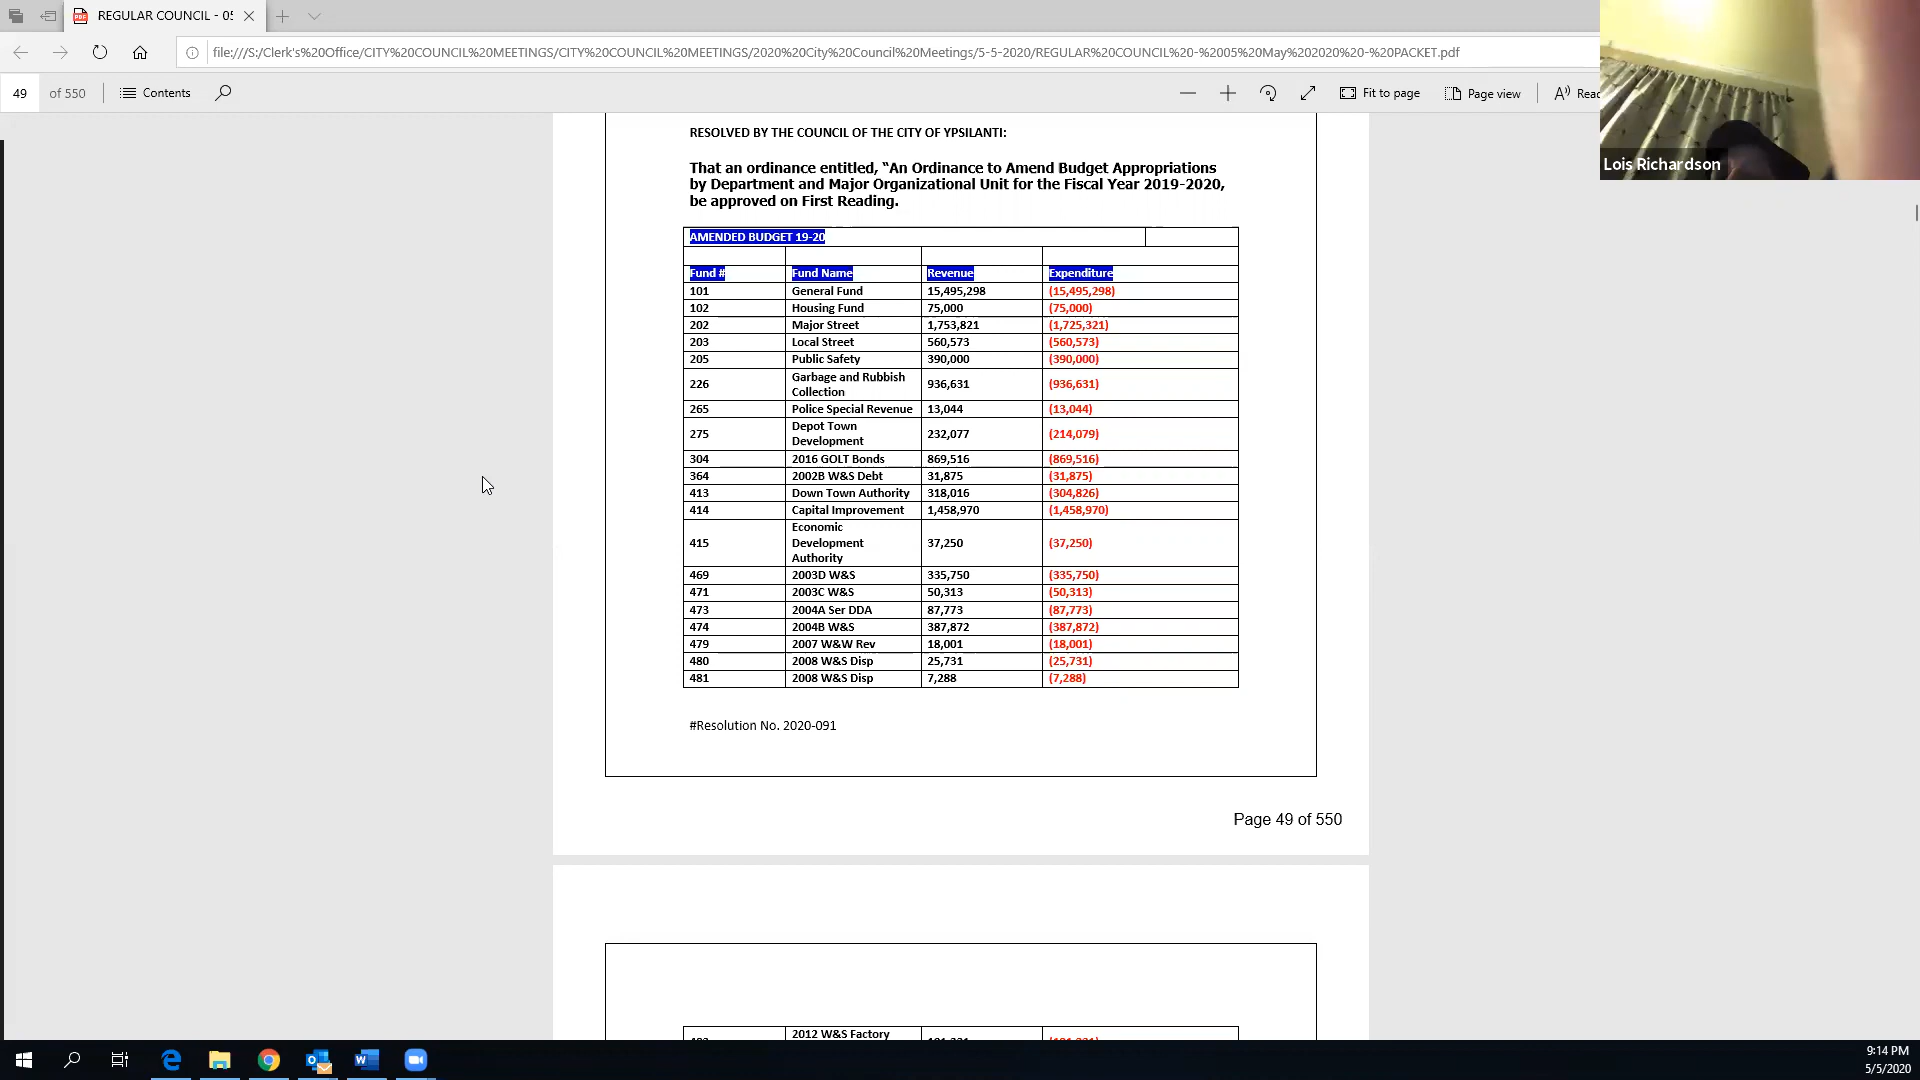 REGULAR COUNCIL - 05
file:///S:/Clerk's%20Office/CITY%20COUNCIL%20MEETINGS/CITY%20COUNCIL%20MEETINGS/2020%20City%20Council%20Meetings/5-5-2020/REGULAR%20COUNCIL%20-%2005%20May%202020%20-%20PACKET.pdf
49 of 550 Contents Fit to page Page view Read
Lois Richardson
RESOLVED BY THE COUNCIL OF THE CITY OF YPSILANTI:
That an ordinance entitled, “An Ordinance to Amend Budget Appropriations
by Department and Major Organizational Unit for the Fiscal Year 2019-2020,
be approved on First Reading.
AMENDED BUDGET 19-20
Fund # Fund Name Revenue Expenditure
101 General Fund 15,495,298 (15,495,298)
102 Housing Fund 75,000 (75,000)
202 Major Street 1,753,821 (1,725,321)
203 Local Street 560,573 (560,573)
205 Public Safety 390,000 (390,000)
226 Garbage and Rubbish
Collection 936,631 (936,631)
265 Police Special Revenue 13,044 (13,044)
275 Depot Town
Development 232,077 (214,079)
304 2016 GOLT Bonds 869,516 (869,516)
364 2002B W&S Debt 31,875 (31,875)
413 Down Town Authority 318,016 (304,826)
414 Capital Improvement 1,458,970 (1,458,970)
415 Economic
Development
Authority 37,250 (37,250)
469 2003D W&S 335,750 (335,750)
471 2003C W&S 50,313 (50,313)
473 2004A Ser DDA 87,773 (87,773)
474 2004B W&S 387,872 (387,872)
479 2007 W&W Rev 18,001 (18,001)
480 2008 W&S Disp 25,731 (25,731)
481 2008 W&S Disp 7,288 (7,288)
#Resolution No. 2020-091
Page 49 of 550
2012 W&S Factory
9:14 PM
5/5/2020